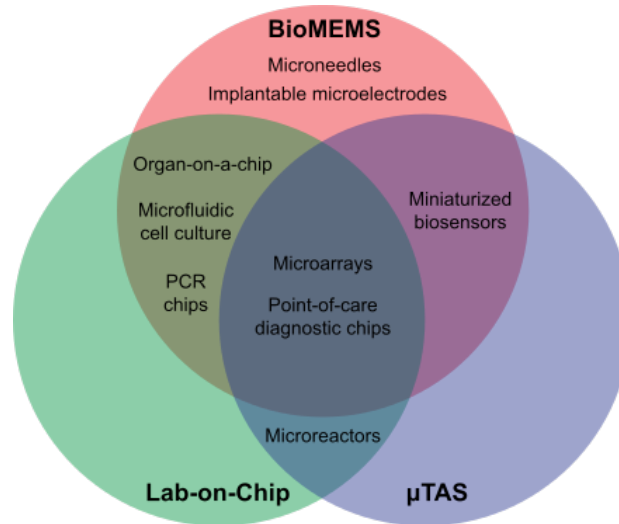 BioMEMS
Microneedles
Implantable microelectrodes
Organ-on-a-chip
Microfluidic
cell culture
PCR
chips
Miniaturized
biosensors
Microarrays
Point-of-care
diagnostic chips
Microreactors
Lab-on-Chip
µTAS